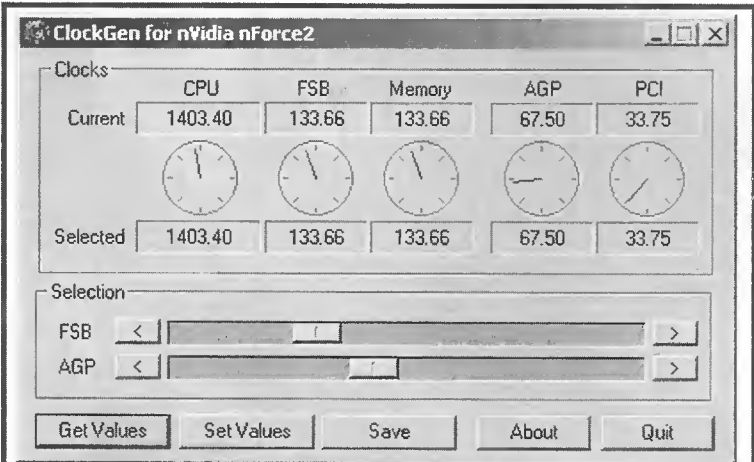 ClockGen for nVidia nForce2
Clocks
CPU FSB Memory AGP PCI
Current 1403.40 133.66 133.66 67.50 33.75
Selected 1403.40 133.66 133.66 67.50 33.75
Selection
FSB < >
AGP < >
Get Values Set Values Save About Quit